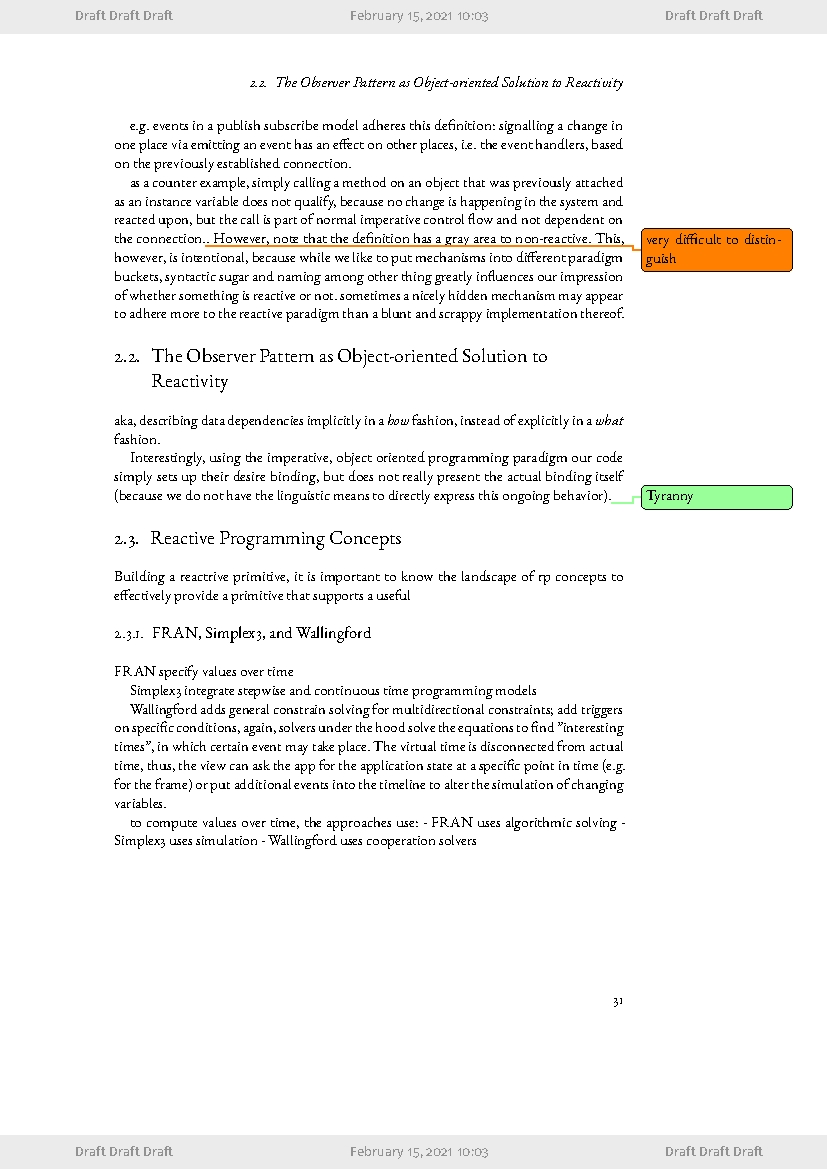 Draft Draft Draft February 15, 2021 10:03 Draft Draft Draft
2.2. The Observer Pattern as Object-oriented Solution to Reactivity
e.g. events in a publish subscribe model adheres this definition: signalling a change in
one place via emitting an event has an effect on other places, i.e. the event handlers, based
on the previously established connection.
as a counter example, simply calling a method on an object that was previously attached
as an instance variable does not qualify, because no change is happening in the system and
reacted upon, but the call is part of normal imperative control flow and not dependent on
the connection.. However, note that the definition has a gray area to non-reactive. This,
however, is intentional, because while we like to put mechanisms into different paradigm
buckets, syntactic sugar and naming among other thing greatly influences our impression
of whether something is reactive or not. sometimes a nicely hidden mechanism may appear
to adhere more to the reactive paradigm than a blunt and scrappy implementation thereof.
very difficult to distin-
guish
2.2. The Observer Pattern as Object-oriented Solution to
Reactivity
aka, describing data dependencies implicitly in a how fashion, instead of explicitly in a what
fashion.
Interestingly, using the imperative, object oriented programming paradigm our code
simply sets up their desire binding, but does not really present the actual binding itself
(because we do not have the linguistic means to directly express this ongoing behavior).
Tyranny
2.3. Reactive Programming Concepts
Building a reactrive primitive, it is important to know the landscape of rp concepts to
effectively provide a primitive that supports a useful
2.3.1. FRAN, Simplex3, and Wallingford
FRAN specify values over time
Simplex3 integrate stepwise and continuous time programming models
Wallingford adds general constrain solving for multidirectional constraints; add triggers
on specific conditions, again, solvers under the hood solve the equations to find ”interesting
times”, in which certain event may take place. The virtual time is disconnected from actual
time, thus, the view can ask the app for the application state at a specific point in time (e.g.
for the frame) or put additional events into the timeline to alter the simulation of changing
variables.
to compute values over time, the approaches use: - FRAN uses algorithmic solving -
Simplex3 uses simulation - Wallingford uses cooperation solvers
31
Draft Draft Draft February 15, 2021 10:03 Draft Draft Draft